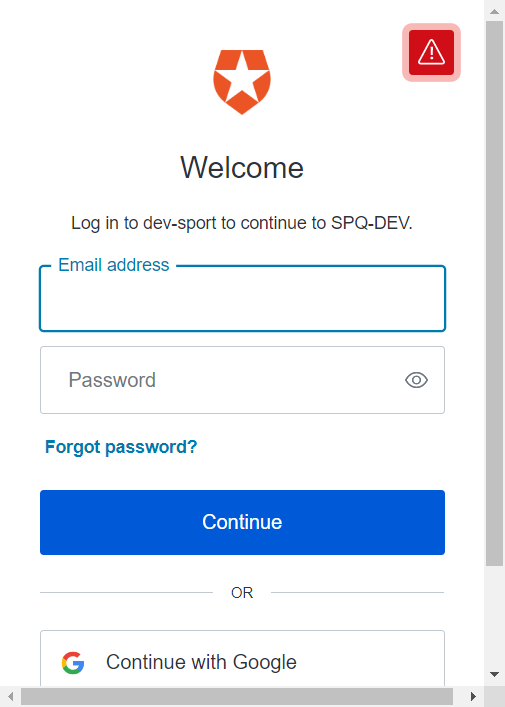 Welcome
Log in to dev-sport to continue to SPQ-DEV.
Email address
Password
Forgot password?
Continue
OR
Continue with Google